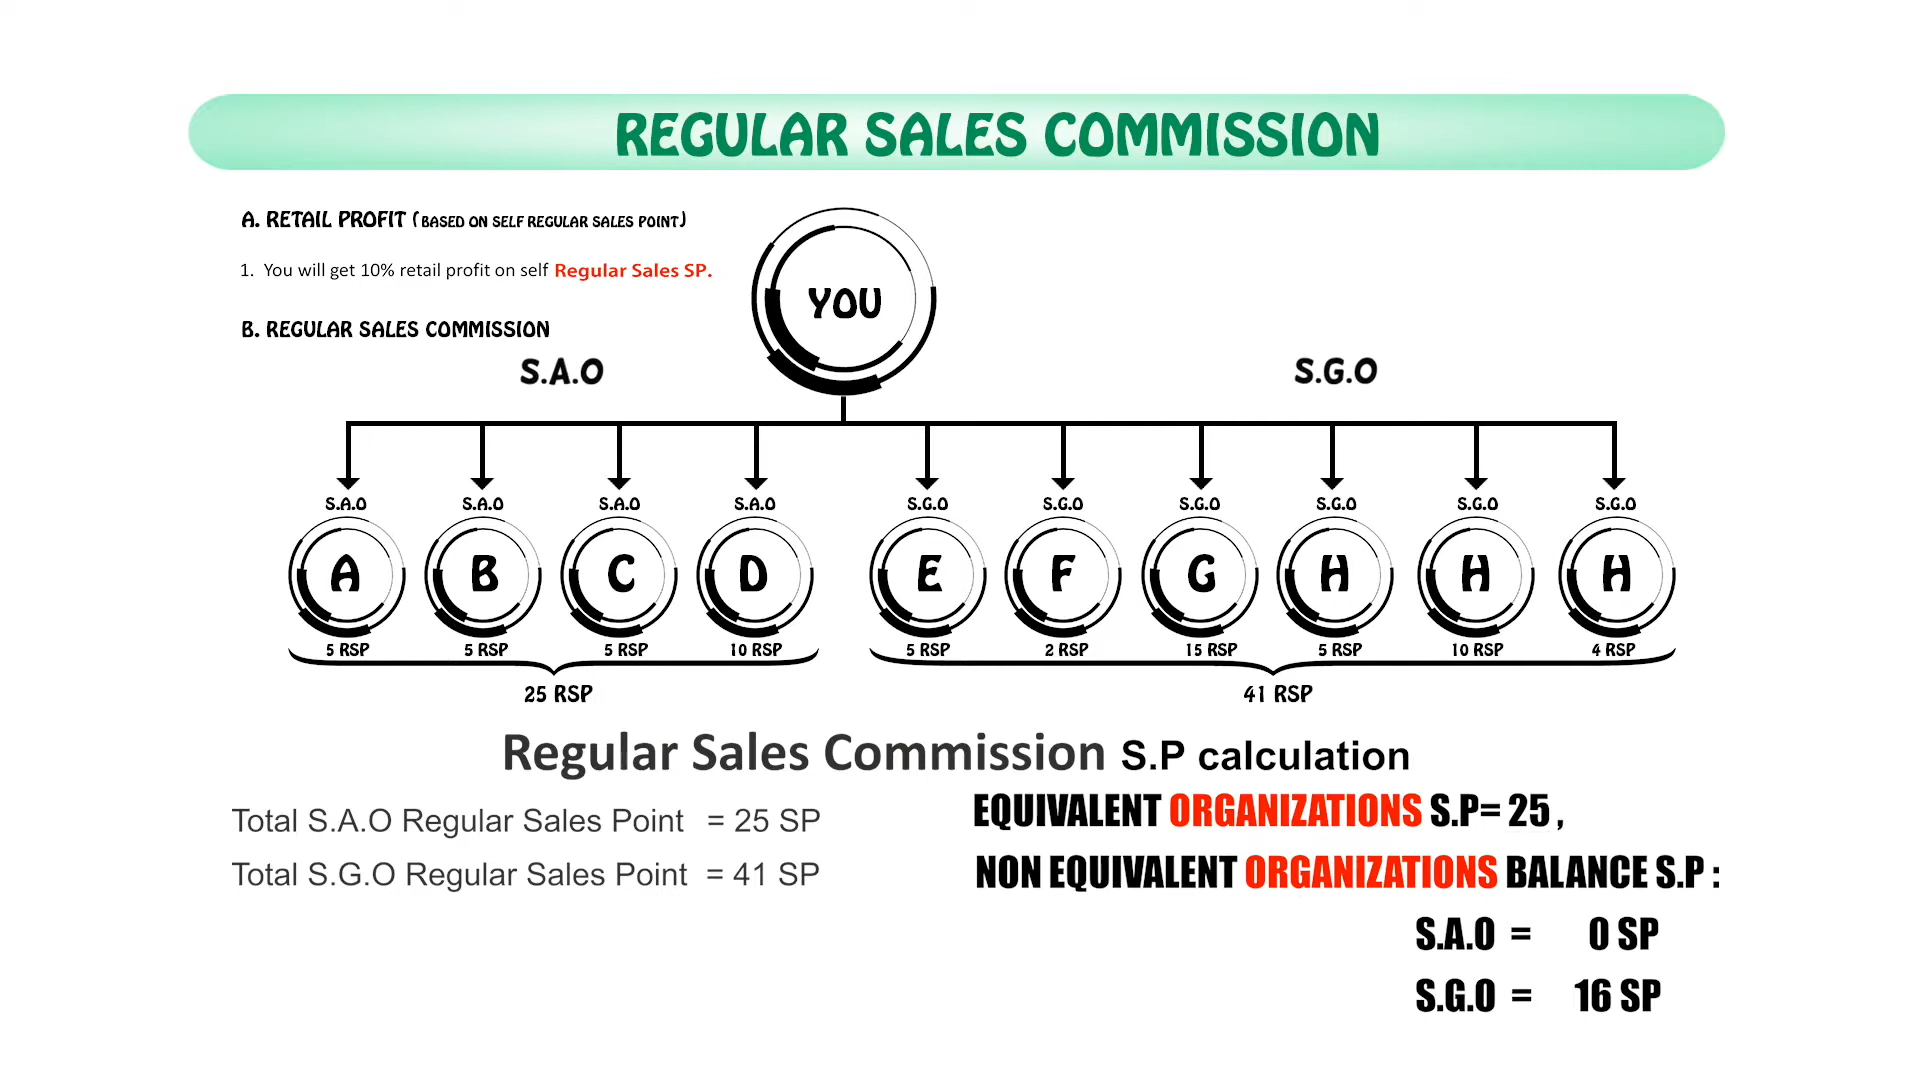 REGULAR SALES COMMISSION
A. RETAIL PROFIT (BASED ON SELF REGULAR SALES POINT)
1. You will get 10% retail profit on self Regular Sales SP.
YOU
B. REGULAR SALES COMMISSION
S.A.O S.G.O
S.A.O S.A.O S.A.O S.A.O S.G.O S.G.O S.G.O S.G.O S.G.O S.G.O
A B C D E F G H H H
5 RSP 5 RSP 5 RSP 10 RSP 5 RSP 2 RSP 15 RSP 5 RSP 10 RSP 4 RSP
25 RSP 41 RSP
Regular Sales Commission S.P calculation
Total S.A.O Regular Sales Point = 25 SP
Total S.G.O Regular Sales Point = 41 SP
EQUIVALENT ORGANIZATIONS S.P= 25 ,
NON EQUIVALENT ORGANIZATIONS BALANCE S.P :
S.A.O = 0 SP
S.G.O = 16 SP